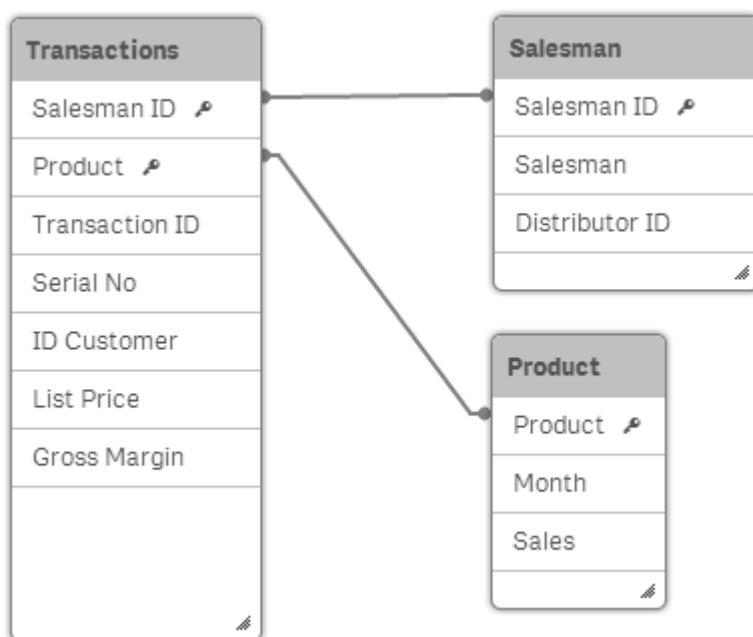 Transactions
Salesman ID
Product
Transaction ID
Serial No
ID Customer
List Price
Gross Margin
Salesman
Salesman ID
Salesman
Distributor ID
Product
Product
Month
Sales